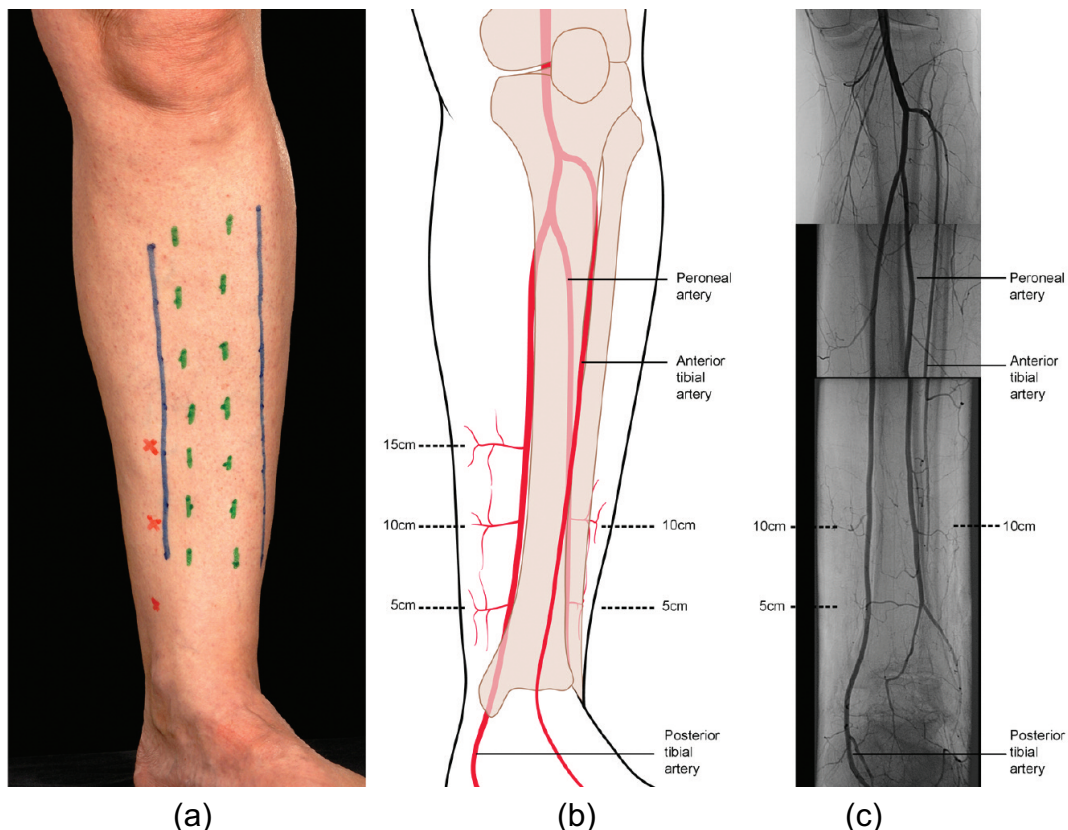 Peroneal
artery
Anterior
tibial
artery
15cm
10cm
10cm
5cm
5cm
Posterior
tibial
artery
Peroneal
artery
Anterior
tibial
artery
10cm
10cm
5cm
Posterior
tibial
artery
(a)
(b)
(c)